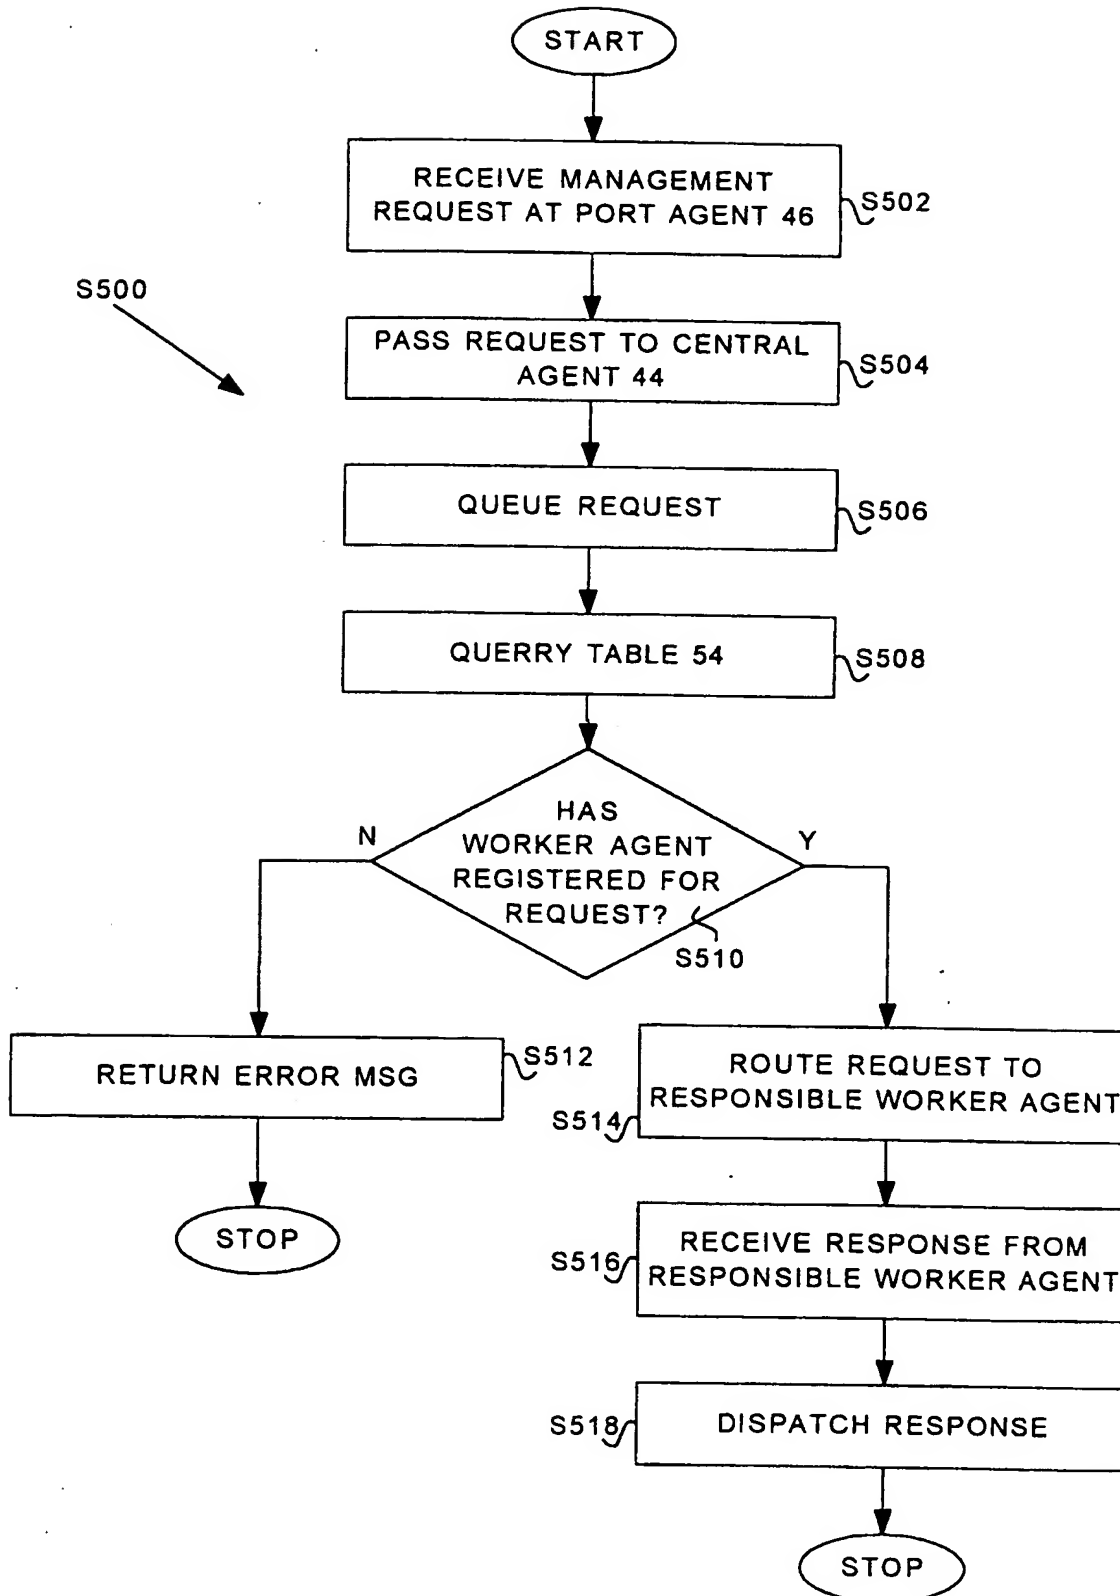 START
RECEIVE MANAGEMENT
REQUEST AT PORT AGENT 46
S502
S500
PASS REQUEST TO CENTRAL
AGENT 44
S504
QUEUE REQUEST
S506
QUERRY TABLE 54
S508
HAS
WORKER AGENT
REGISTERED FOR
REQUEST?
N
Y
S510
RETURN ERROR MSG
S512
ROUTE REQUEST TO
RESPONSIBLE WORKER AGENT
S514
STOP
RECEIVE RESPONSE FROM
RESPONSIBLE WORKER AGENT
S516
DISPATCH RESPONSE
S518
STOP